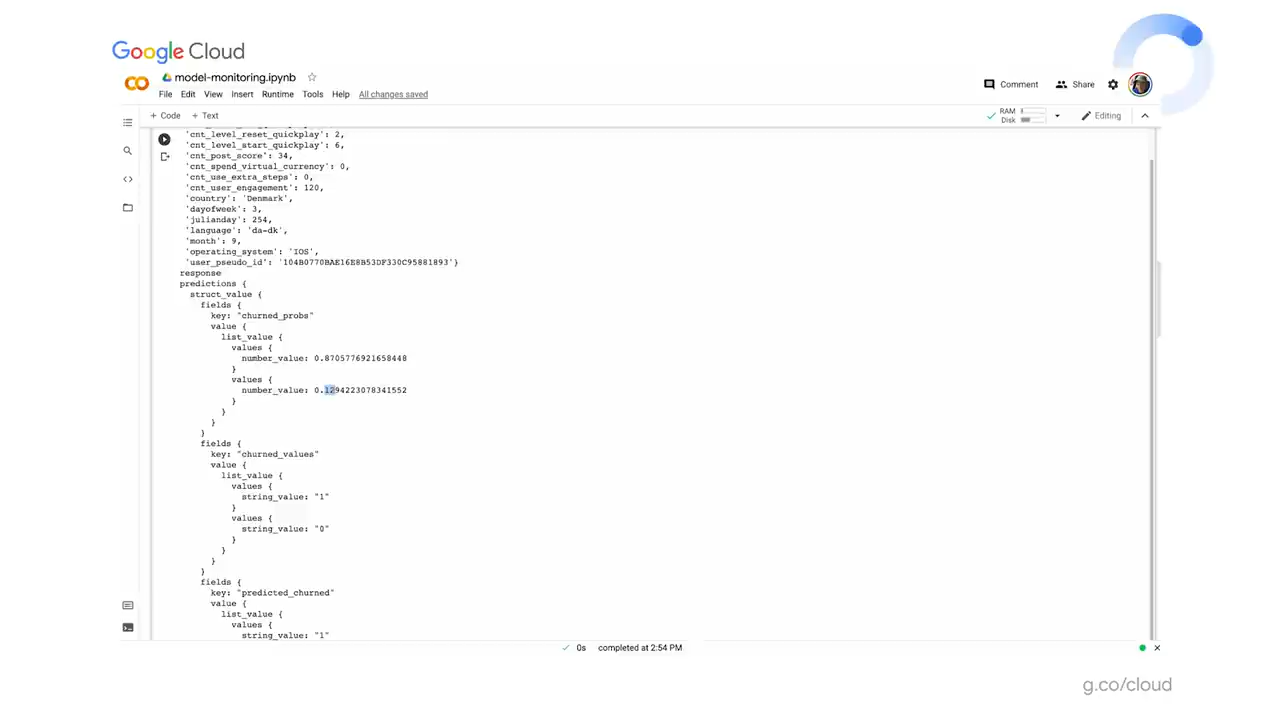 Google Cloud
model-monitoring.ipynb
Comment
Share
File Edit View Insert Runtime Tools Help All changes saved
+ Code + Text
RAM
Disk
Editing
'cnt_level_reset_quickplay': 2,
'cnt_level_start_quickplay': 6,
'cnt_post_score': 34,
'cnt_spend_virtual_currency': 0,
'cnt_use_extra_steps': 0,
'cnt_user_engagement': 120,
'country': 'Denmark',
'dayofweek': 3,
'julianday': 254,
'language': 'da-dk',
'month': 9,
'operating_system': 'IOS',
'user_pseudo_id': '104B0770BAE16E8B53DF330C95881893'}
response
predictions {
struct_value {
fields {
key: "churned_probs"
value {
list_value {
values {
number_value: 0.8705776921658448
}
values {
number_value: 0.1294223078341552
}
}
}
}
fields {
key: "churned_values"
value {
list_value {
values {
string_value: "1"
}
values {
string_value: "0"
}
}
}
}
fields {
key: "predicted_churned"
value {
list_value {
values {
string_value: "1"
0s completed at 2:54 PM
g.co/cloud